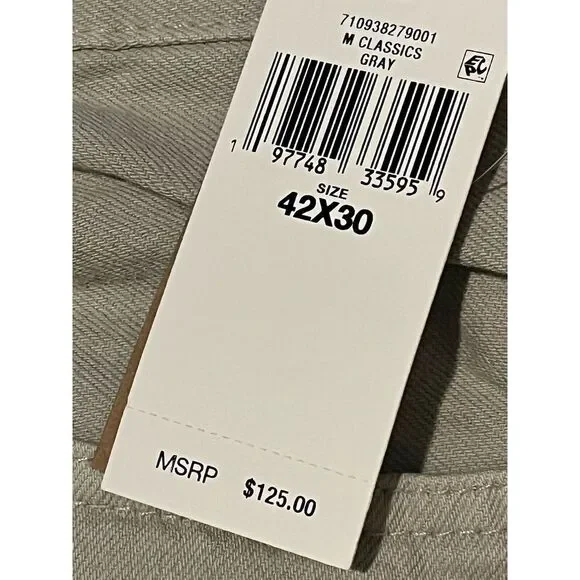 710938279001
M CLASSICS
GRAY
1 97748 33595 9
SIZE
42X30
MSRP $125.00